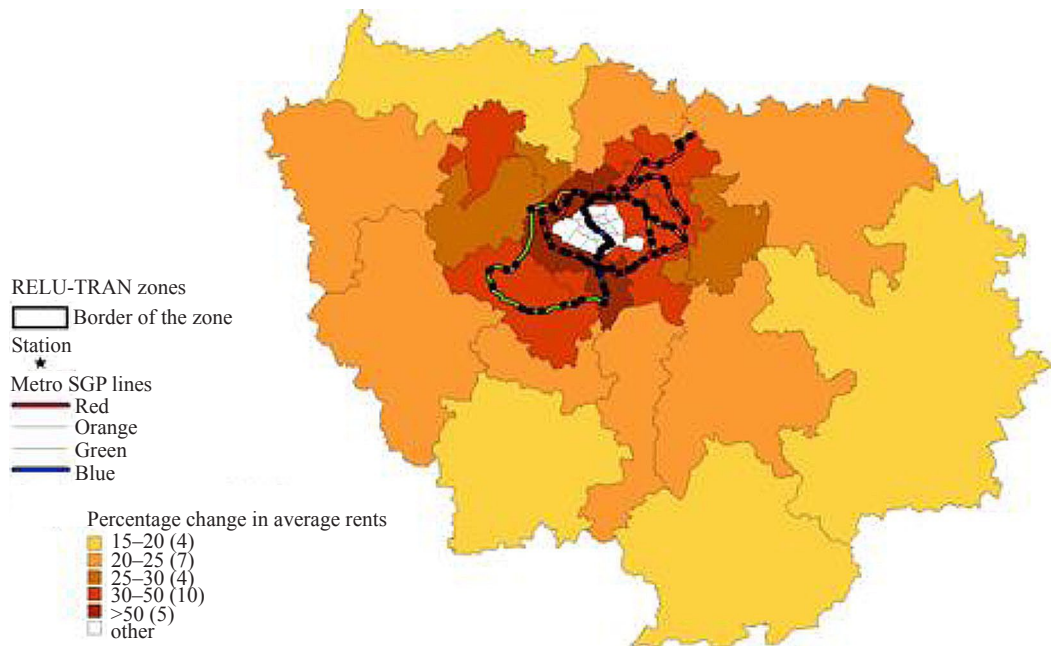 RELU-TRAN zones
Border of the zone
Station
Metro SGP lines
Red
Orange
Green
Blue
Percentage change in average rents
15–20 (4)
20–25 (7)
25–30 (4)
30–50 (10)
>50 (5)
other